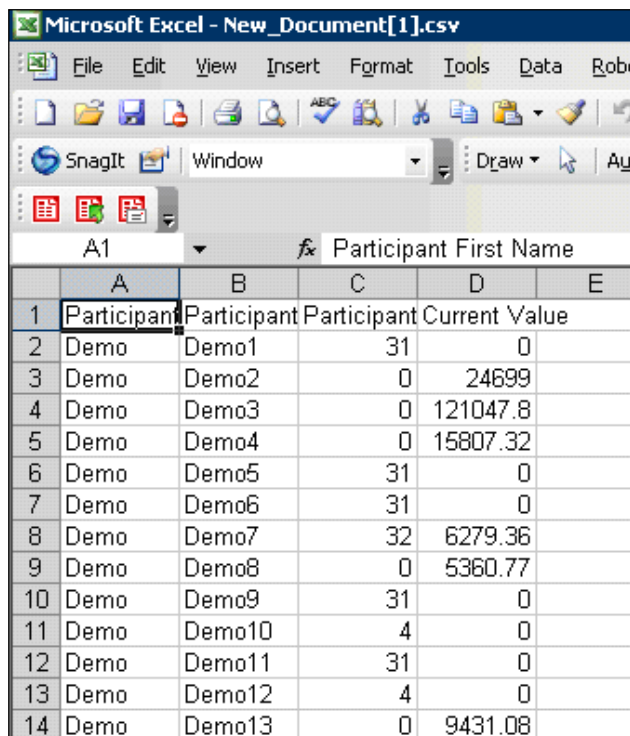 Microsoft Excel - New_Document[1].csv
File Edit View Insert Format Tools Data Robo
ABC
SnagIt Window Draw Au
A1 fx Participant First Name
A B C D E
1 Participant Participant Participant Current Value
2 Demo Demo1 31 0
3 Demo Demo2 0 24699
4 Demo Demo3 0 121047.8
5 Demo Demo4 0 15807.32
6 Demo Demo5 31 0
7 Demo Demo6 31 0
8 Demo Demo7 32 6279.36
9 Demo Demo8 0 5360.77
10 Demo Demo9 31 0
11 Demo Demo10 4 0
12 Demo Demo11 31 0
13 Demo Demo12 4 0
14 Demo Demo13 0 9431.08